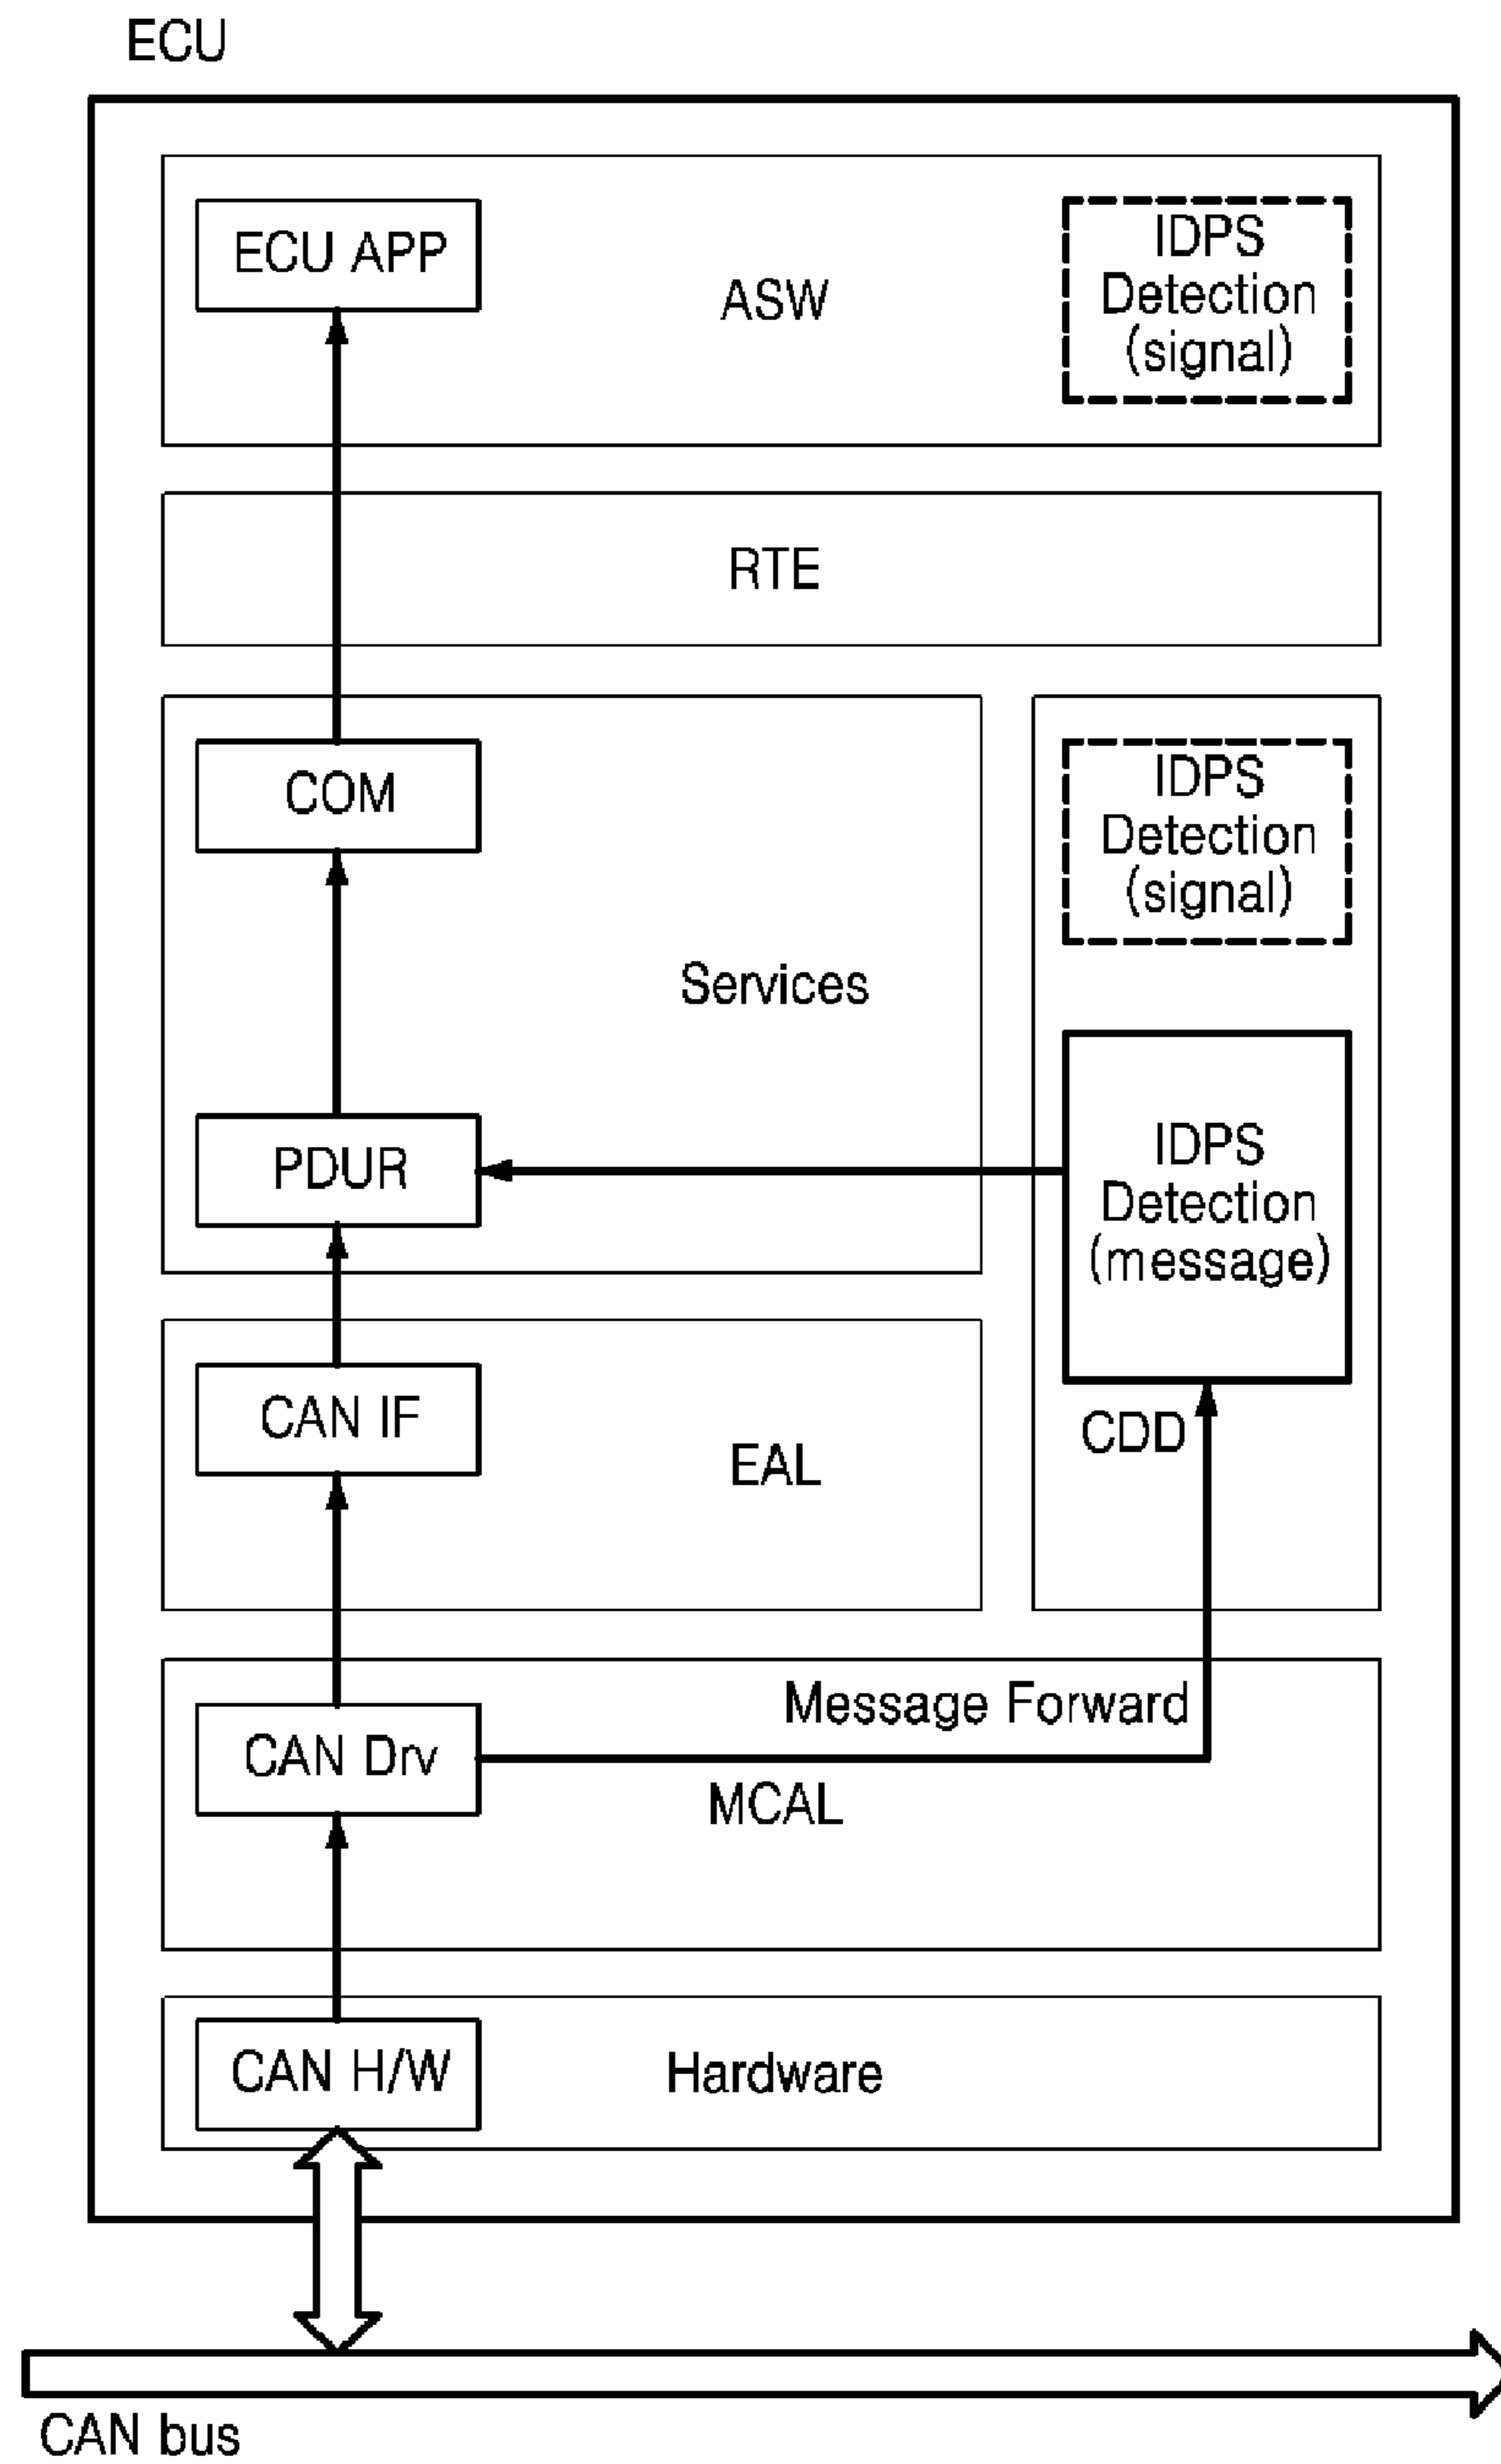 ECU
ECU APP
ASW
IDPS
Detection
(signal)
RTE
COM
IDPS
Detection
(signal)
Services
PDUR
IDPS
Detection
(message)
CAN IF
CDD
EAL
Message Forward
CAN Drv
MCAL
CAN H/W
Hardware
CAN bus